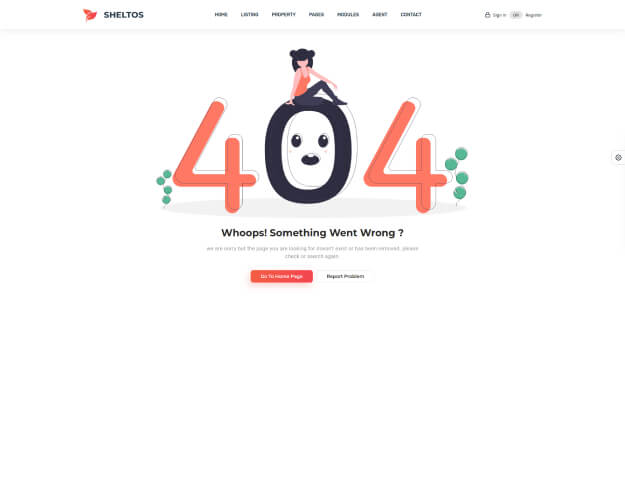 SHELTOS
HOME LISTING PROPERTY PAGES MODULES AGENT CONTACT
Sign In OR Register
404
Whoops! Something Went Wrong ?
we are sorry but the page you are looking for doesn't exist or has been removed. please
check or search again.
Go To Home Page Report Problem